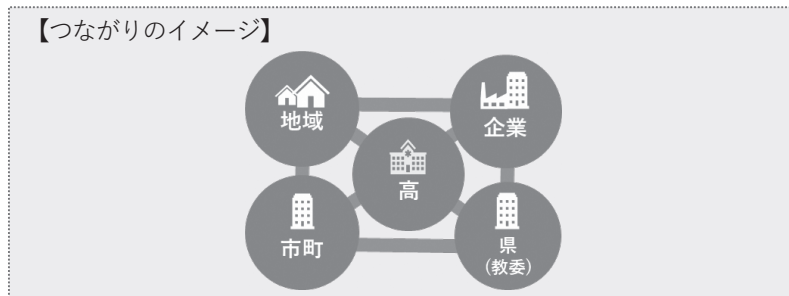 【つながりのイメージ】
地域
企業
高
市町
県
(教委)